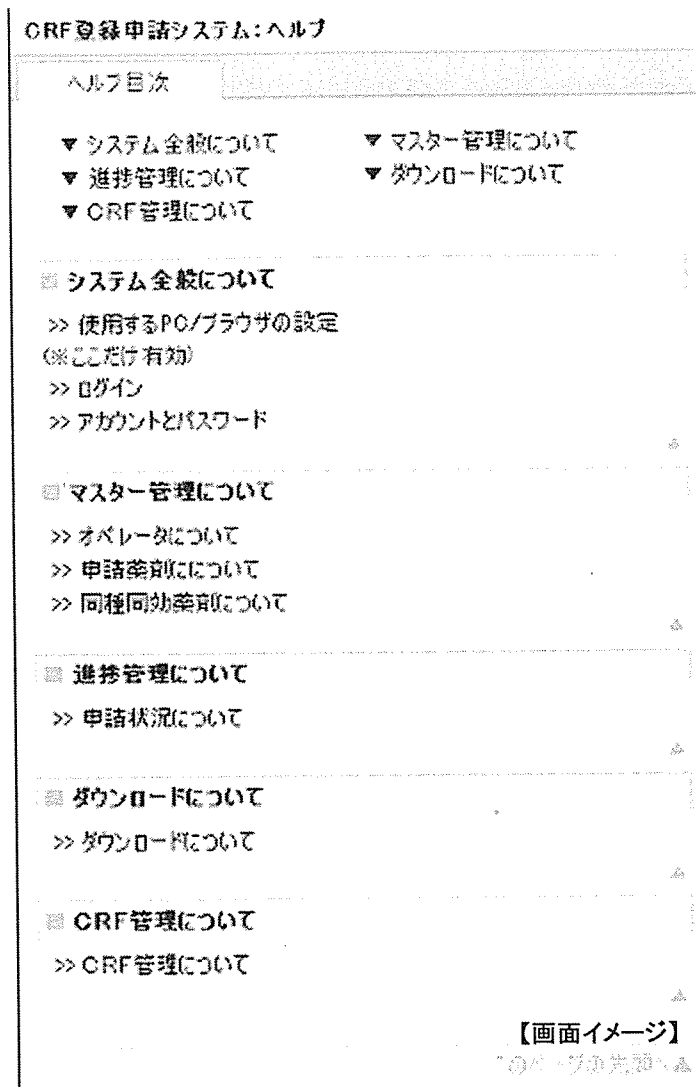 CRF登録申請システム:ヘルプ
ヘルプ目次
▼ システム全般について ▼ マスター管理について
▼ 進捗管理について ▼ ダウンロードについて
▼ CRF管理について
システム全般について
>> 使用するPC/ブラウザの設定
(※ここだけ有効)
>> ログイン
>> アカウントとパスワード
マスター管理について
>> オペレータについて
>> 申請薬剤にについて
>> 同種同効薬剤について
進捗管理について
>> 申請状況について
ダウンロードについて
>> ダウンロードについて
CRF管理について
>> CRF管理について
【画面イメージ】
このページの先頭へ